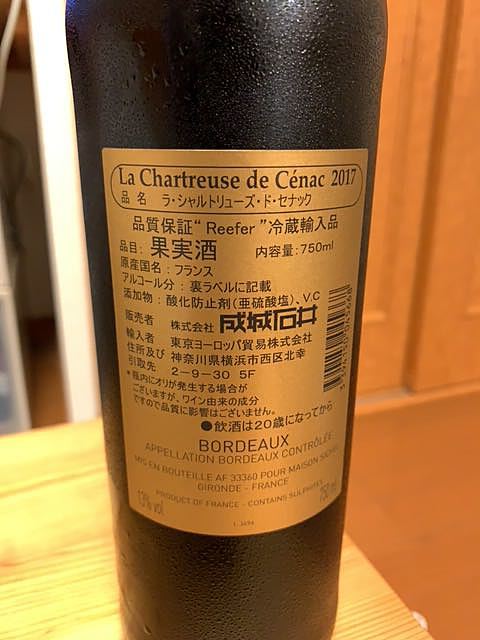 La Chartreuse de Cénac 2017
品名 ラ・シャルトリューズ・ド・セナック
品質保証“Reefer”冷蔵輸入品
品目: 果実酒 内容量:750ml
原産国名:フランス
アルコール分:裏ラベルに記載
添加物:酸化防止剤(亜硫酸塩)、V.C
販売者 株式会社 成城石井
輸入者 東京ヨーロッパ貿易株式会社
住所及び 神奈川県横浜市西区北幸
引取先 2-9-30 5F
*瓶内にオリが発生する場合が
ございますが、ワイン由来の成分
ですので品質に影響はございません。
●飲酒は20歳になってから
BORDEAUX
APPELLATION BORDEAUX CONTRÔLÉE
MIS EN BOUTEILLE AF 33360 POUR MAISON SICHEL
GIRONDE - FRANCE
PRODUCT OF FRANCE - CONTAINS SULPHITES
13% vol
750 ml